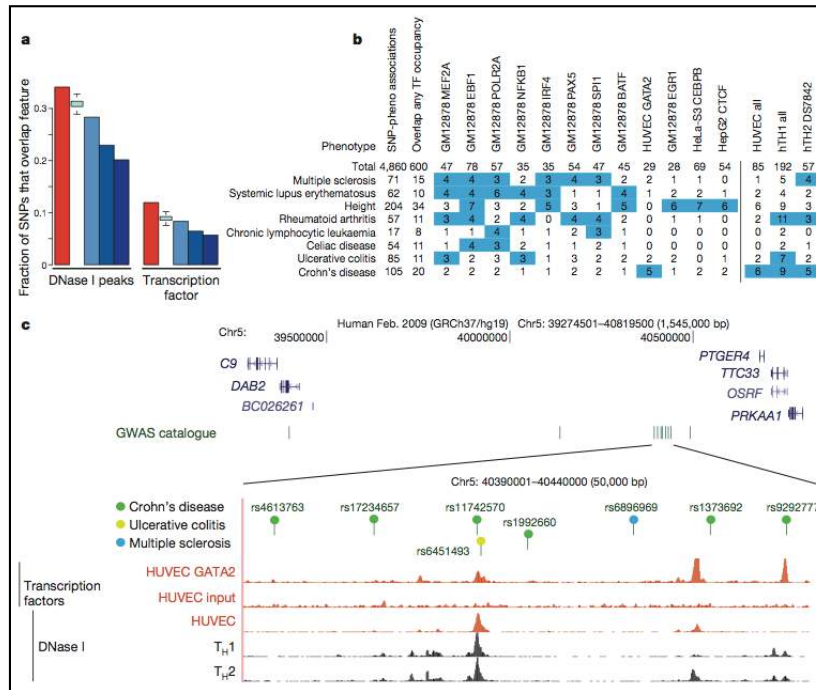 a
Fraction of SNPs that overlap feature
0.3
0.2
0.1
0
DNase I peaks
Transcription factor
b
Phenotype
SNP-pheno associations
Overlap any TF occupancy
GM12878 MEF2A
GM12878 EBF1
GM12878 POLR2A
GM12878 NFKB1
GM12878 IRF4
GM12878 PAX5
GM12878 SPI1
GM12878 BATF
HUVEC GATA2
GM12878 EGR1
HeLa-S3 CEBPB
HepG2 CTCF
HUVEC all
hTH1 all
hTH2 DS7842
Total 4,860 600 47 78 57 35 35 54 47 45 29 28 69 54 85 192 57
Multiple sclerosis 71 15 4 4 3 1 3 4 3 2 0 1 1 0 1 5 4
Systemic lupus erythematosus 62 10 4 4 6 4 4 1 1 4 0 2 2 1 2 4 2
Height 204 34 3 7 3 2 5 2 2 5 0 6 7 6 6 9 3
Rheumatoid arthritis 57 11 3 4 2 4 0 4 4 2 0 1 1 0 2 11 3
Chronic lymphocytic leukaemia 17 8 1 2 4 1 2 1 3 1 0 0 0 0 1 2 1
Celiac disease 54 11 2 4 3 1 1 2 1 1 0 0 0 0 0 2 2
Ulcerative colitis 85 11 3 2 1 3 1 1 1 2 0 2 0 1 2 7 2
Crohn's disease 105 20 2 2 1 2 2 2 1 2 5 1 2 2 6 9 5
c
Human Feb. 2009 (GRCh37/hg19) Chr5: 39274501–40819500 (1,545,000 bp)
Chr5: 39500000 40000000 40500000
C9
DAB2
BC026261
PTGER4
TTC33
OSRF
PRKAA1
GWAS catalogue
Chr5: 40390001–40440000 (50,000 bp)
Crohn's disease
Ulcerative colitis
Multiple sclerosis
rs4613763 rs17234657 rs11742570 rs1992660 rs6896969 rs1373692 rs9292777
rs6451493
Transcription factors
HUVEC GATA2
HUVEC input
DNase I
HUVEC
TH1
TH2